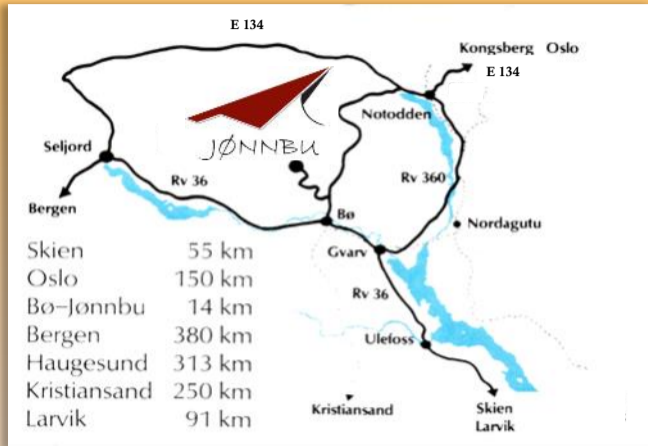 E 134
Kongsberg Oslo
E 134
Notodden
JØNNBU
Seljord
Rv 36
Rv 360
Bergen
Bø
Nordagutu
Gvarv
Skien 55 km
Oslo 150 km
Bø–Jønnbu 14 km
Bergen 380 km
Haugesund 313 km
Kristiansand 250 km
Larvik 91 km
Rv 36
Ulefoss
Kristiansand
Skien
Larvik